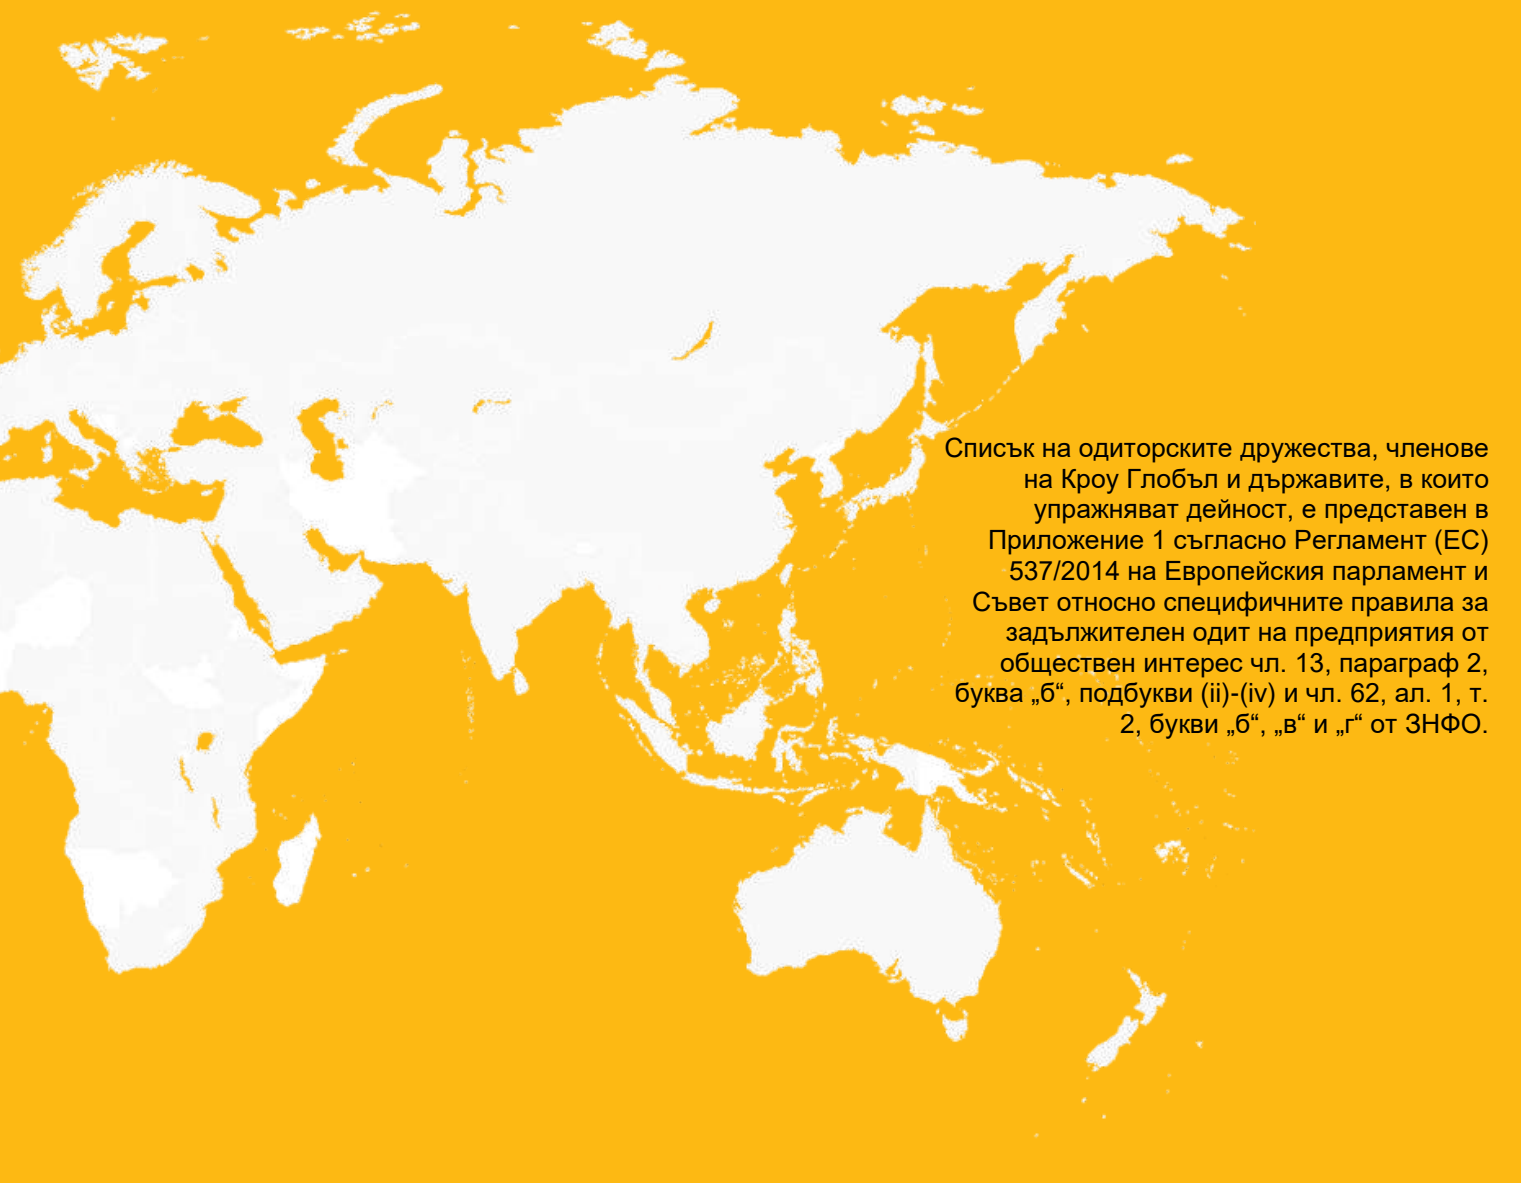 Списък на одиторските дружества, членове
на Кроу Глобъл и държавите, в които
упражняват дейност, е представен в
Приложение 1 съгласно Регламент (ЕС)
537/2014 на Европейския парламент и
Съвет относно специфичните правила за
задължителен одит на предприятия от
обществен интерес чл. 13, параграф 2,
буква „б“, подбукви (ii)-(iv) и чл. 62, ал. 1, т.
2, букви „б“, „в“ и „г“ от ЗНФО.